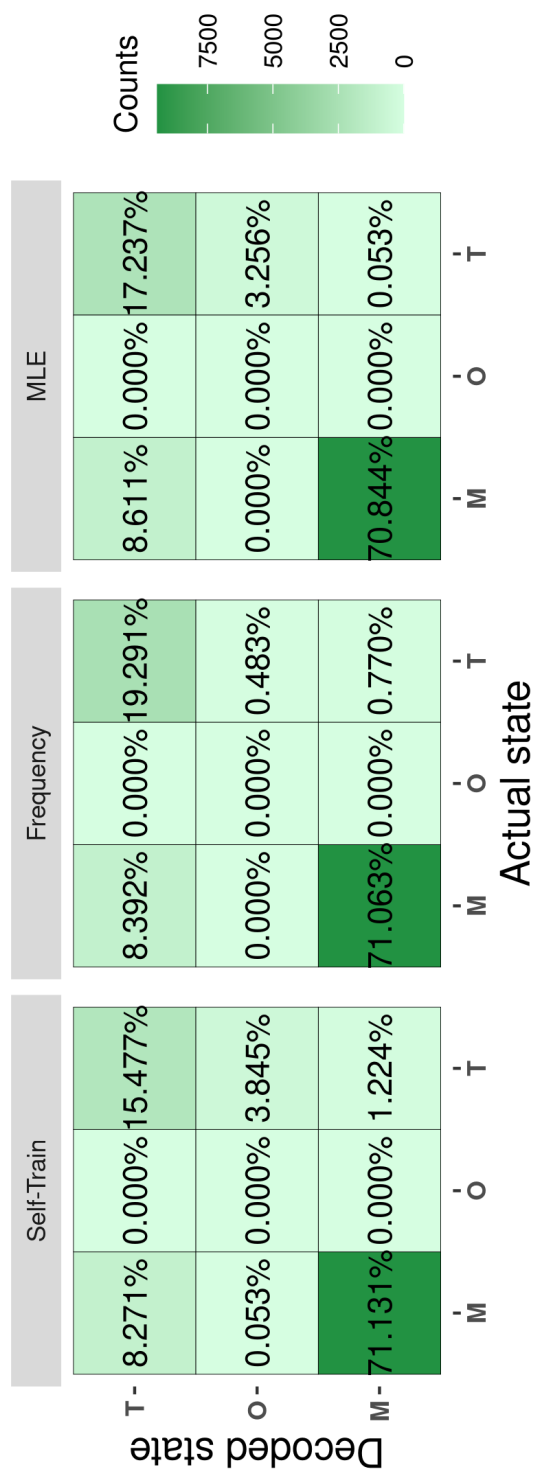 Self-Train
Frequency
MLE
T
8.271% 0.000% 15.477%
8.392% 0.000% 19.291%
8.611% 0.000% 17.237%
O
0.053% 0.000% 3.845%
0.000% 0.000% 0.483%
0.000% 0.000% 3.256%
M
71.131% 0.000% 1.224%
71.063% 0.000% 0.770%
70.844% 0.000% 0.053%
M O T
M O T
M O T
Decoded state
Actual state
Counts
7500
5000
2500
0